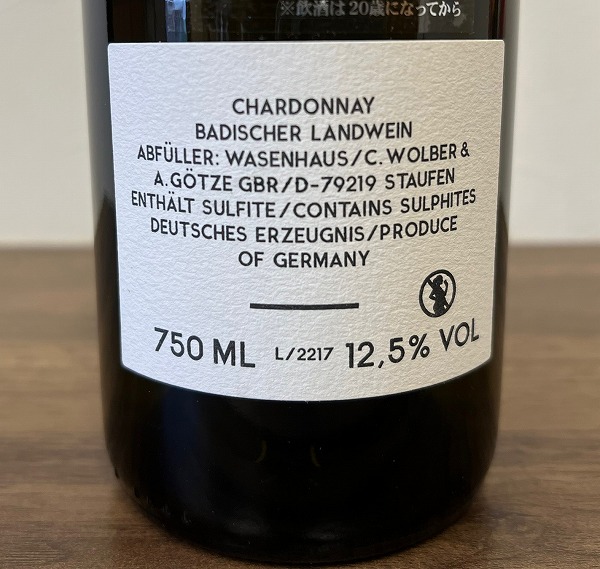 ※飲酒は20歳になってから
CHARDONNAY
BADISCHER LANDWEIN
ABFÜLLER: WASENHAUS/C. WOLBER &
A.GÖTZE GBR/D-79219 STAUFEN
ENTHÄLT SULFITE/CONTAINS SULPHITES
DEUTSCHES ERZEUGNIS/PRODUCE
OF GERMANY
750 ML L/2217 12,5% VOL